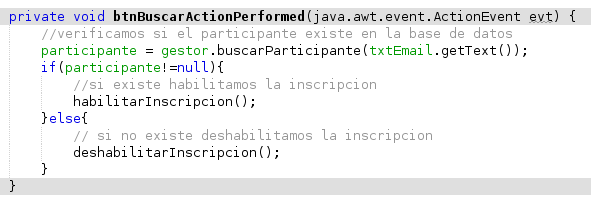 private void btnBuscarActionPerformed(java.awt.event.ActionEvent evt) {
    //verificamos si el participante existe en la base de datos
    participante = gestor.buscarParticipante(txtEmail.getText());
    if(participante!=null){
        //si existe habilitamos la inscripcion
        habilitarInscripcion();
    }else{
        // si no existe deshabilitamos la inscripcion
        deshabilitarInscripcion();
    }
}